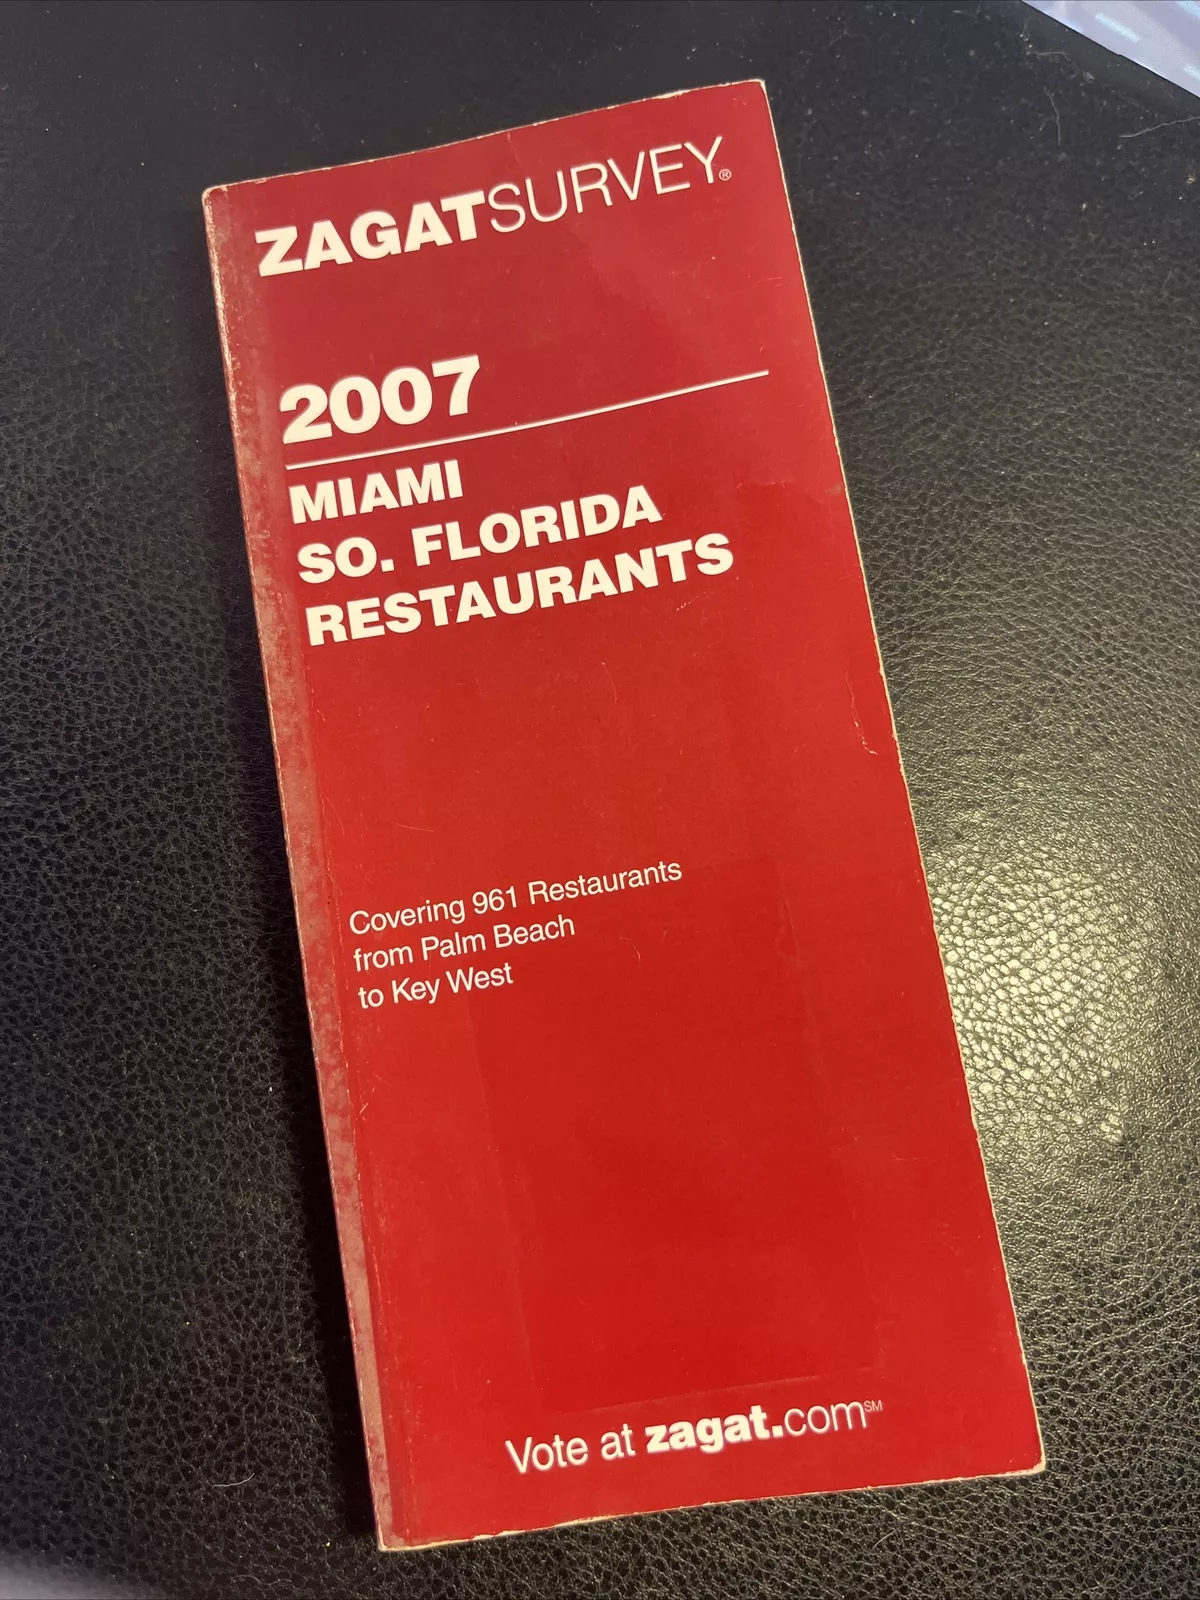 ZAGATSURVEY®
2007
MIAMI
SO. FLORIDA
RESTAURANTS
Covering 961 Restaurants
from Palm Beach
to Key West
Vote at zagat.com℠